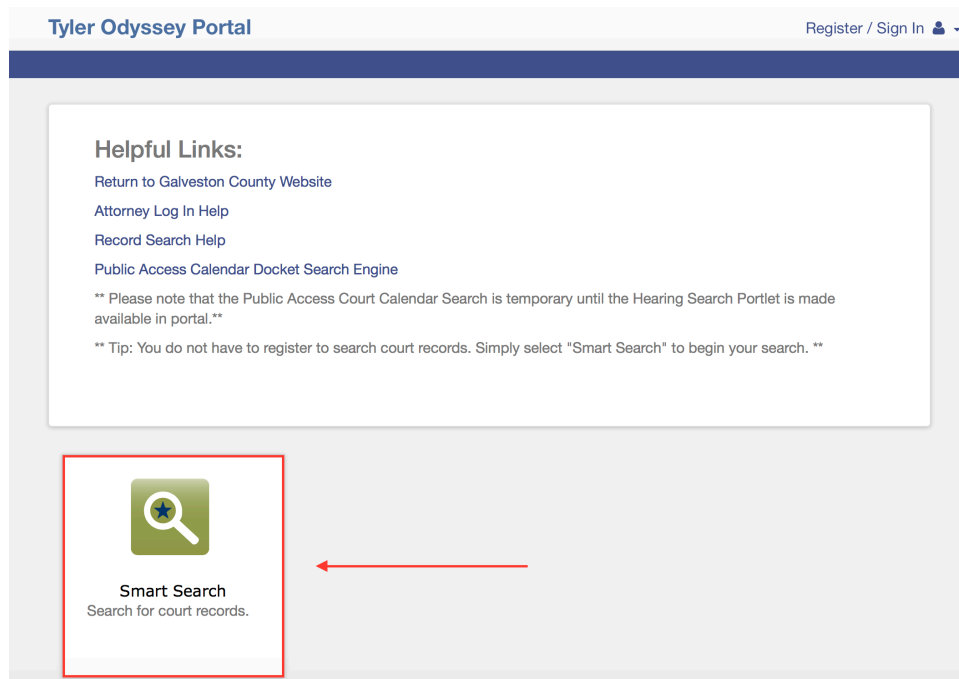 Tyler Odyssey Portal
Register / Sign In
Helpful Links:
Return to Galveston County Website
Attorney Log In Help
Record Search Help
Public Access Calendar Docket Search Engine
** Please note that the Public Access Court Calendar Search is temporary until the Hearing Search Portlet is made
available in portal.**
** Tip: You do not have to register to search court records. Simply select "Smart Search" to begin your search. **
Smart Search
Search for court records.